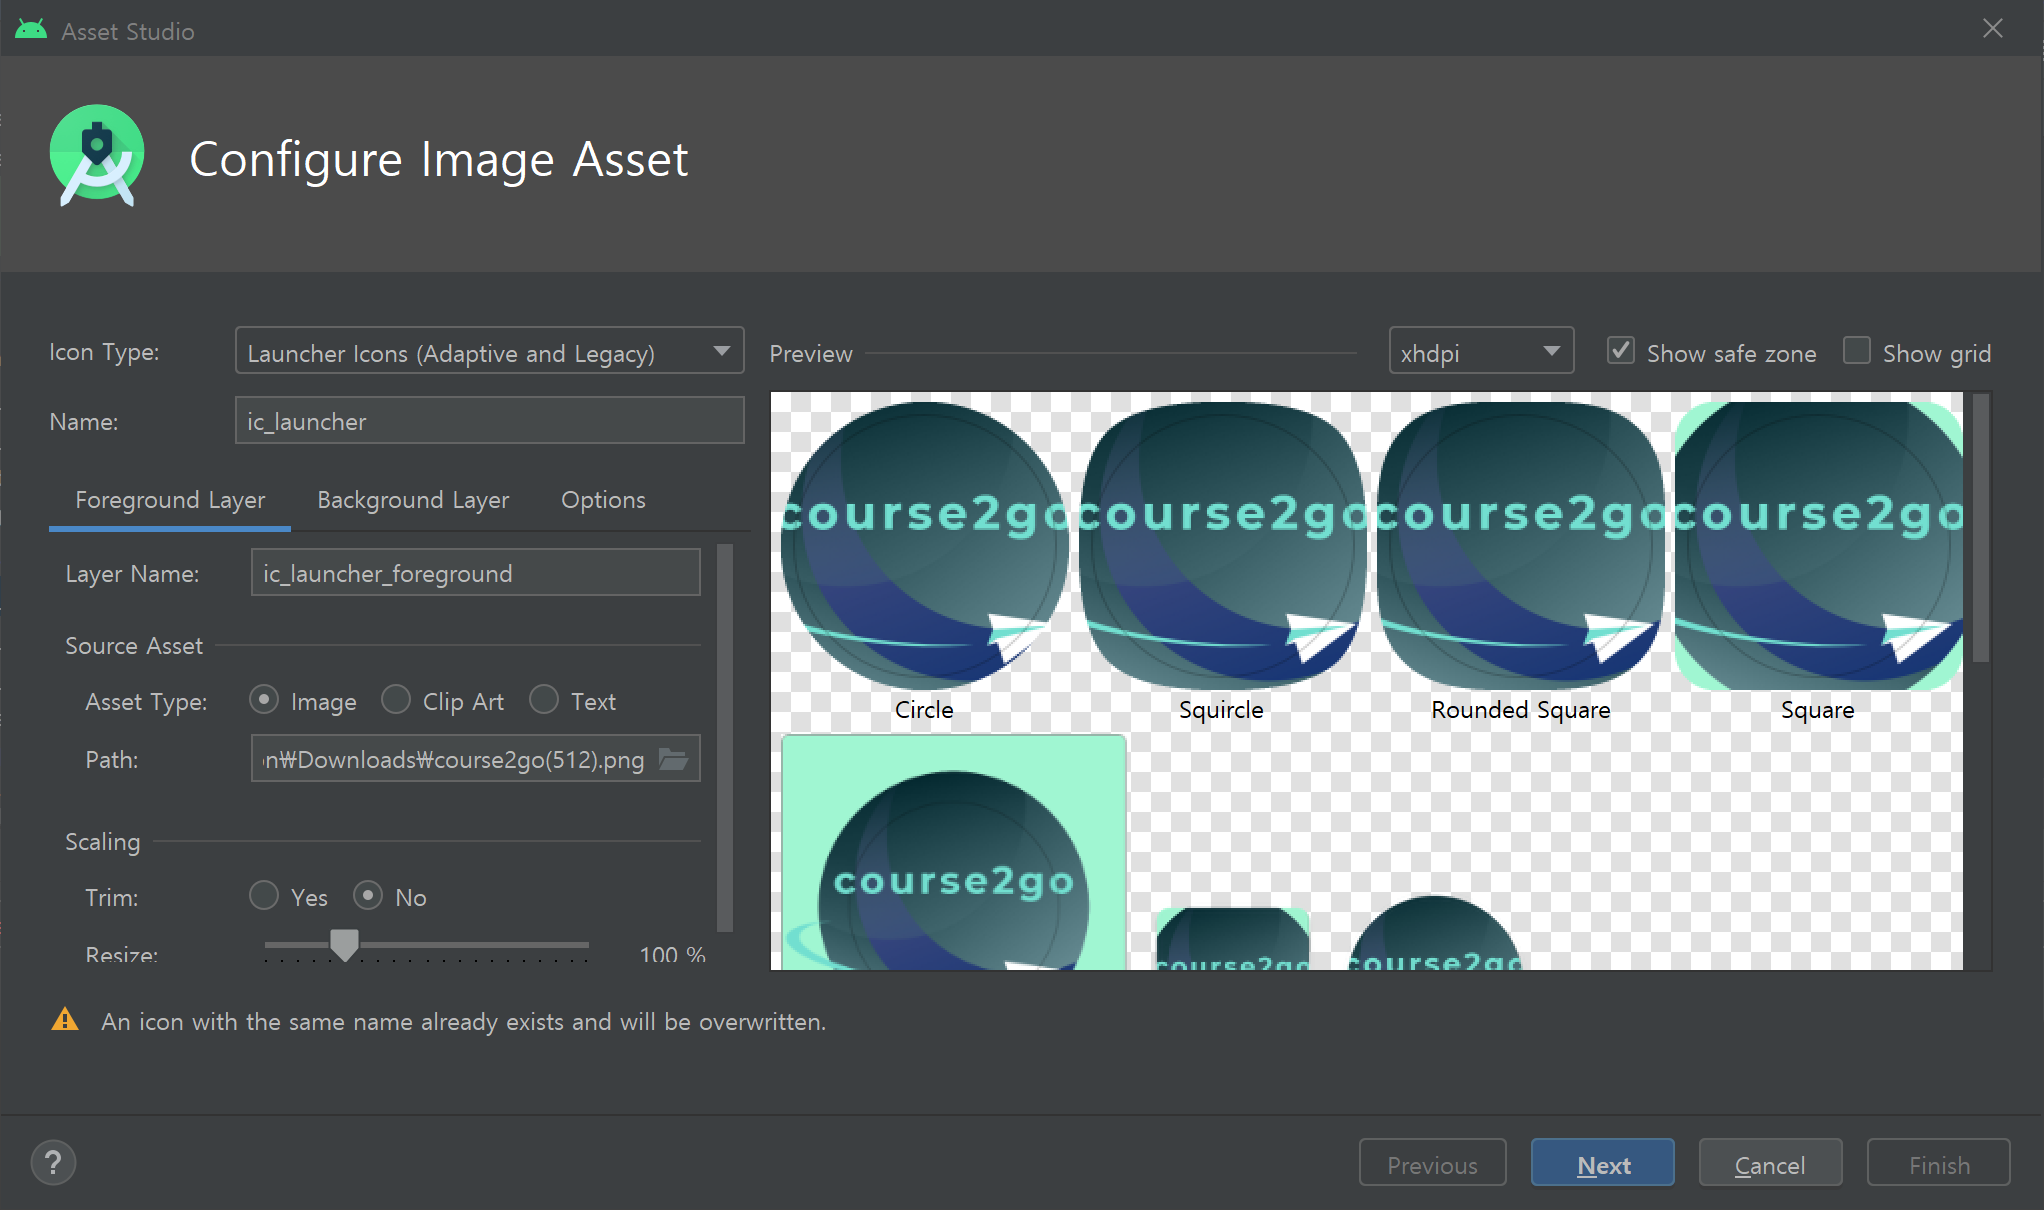 Asset Studio
Configure Image Asset
Icon Type:
Launcher Icons (Adaptive and Legacy)
Preview
xhdpi
Show safe zone
Show grid
Name:
ic_launcher
Foreground Layer
Background Layer
Options
Layer Name:
ic_launcher_foreground
Source Asset
Asset Type:
Image
Clip Art
Text
Path:
n₩Downloads₩course2go(512).png
Scaling
Trim:
Yes
No
Resize:
100 %
course2go
course2go
course2go
course2go
Circle
Squircle
Rounded Square
Square
course2go
course2go
course2go
An icon with the same name already exists and will be overwritten.
?
Previous
Next
Cancel
Finish